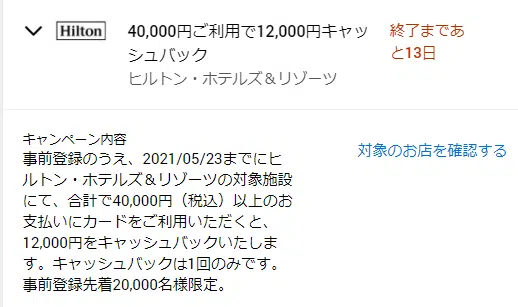 Hilton
40,000円ご利用で12,000円キャッ
シュバック
ヒルトン・ホテルズ＆リゾーツ
終了まであ
と13日
キャンペーン内容
事前登録のうえ、2021/05/23までにヒ
ルトン・ホテルズ＆リゾーツの対象施設
にて、合計で40,000円（税込）以上のお
支払いにカードをご利用いただくと、
12,000円をキャッシュバックいたしま
す。キャッシュバックは1回のみです。
事前登録先着20,000名様限定。
対象のお店を確認する